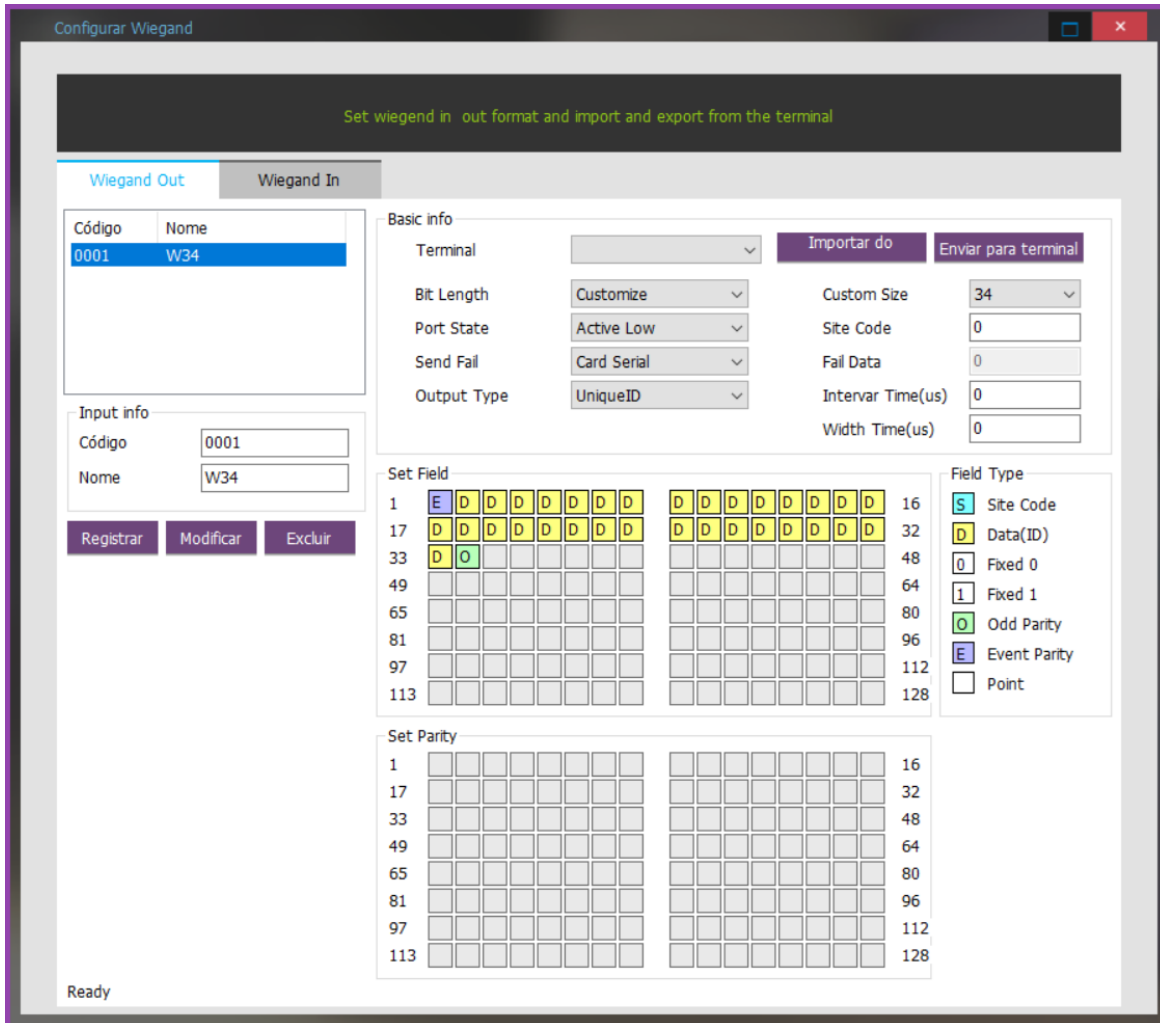 Configurar Wiegand
Set wiegend in out format and import and export from the terminal
Wiegand Out Wiegand In
Código Nome
0001 W34
Input info
Código 0001
Nome W34
Registrar Modificar Excluir
Basic info
Terminal Importar do Enviar para terminal
Bit Length Customize Custom Size 34
Port State Active Low Site Code 0
Send Fail Card Serial Fail Data 0
Output Type UniqueID Intervar Time(us) 0
Width Time(us) 0
Set Field
1 E D D D D D D D D D D D D D D D 16
17 D D D D D D D D D D D D D D D D 32
33 D O 48
49 64
65 80
81 96
97 112
113 128
Field Type
S Site Code
D Data(ID)
0 Fixed 0
1 Fixed 1
O Odd Parity
E Event Parity
Point
Set Parity
1 16
17 32
33 48
49 64
65 80
81 96
97 112
113 128
Ready